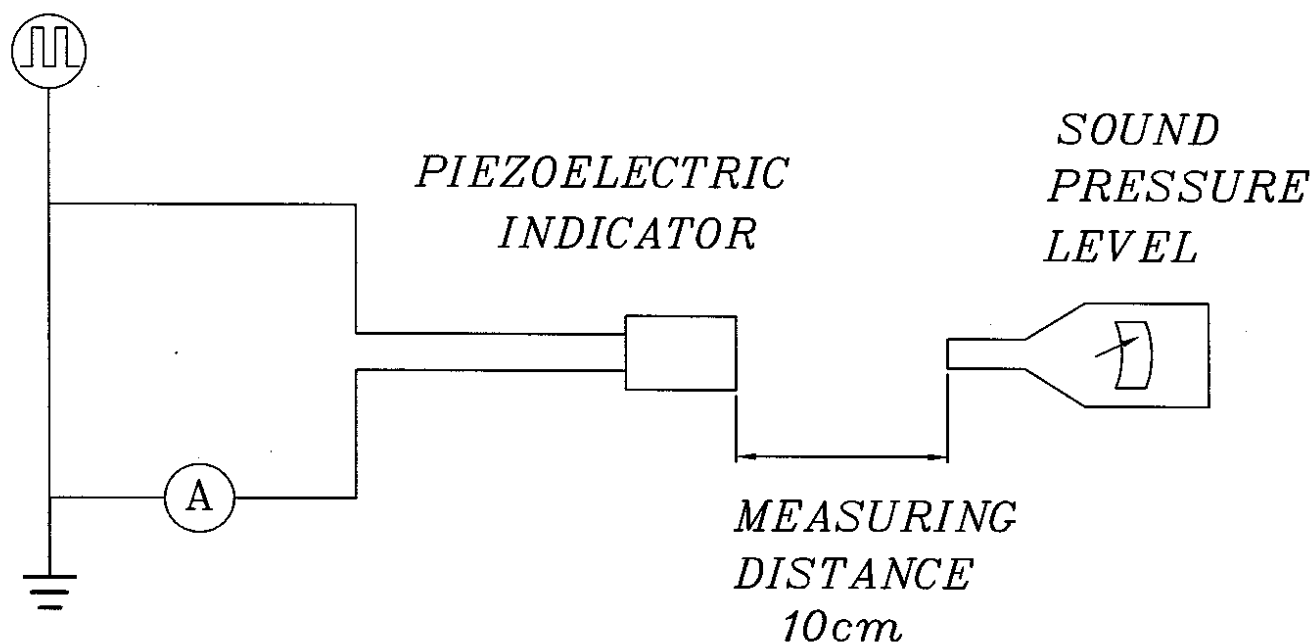 PIEZOELECTRIC
INDICATOR
SOUND
PRESSURE
LEVEL
A
MEASURING
DISTANCE
10cm